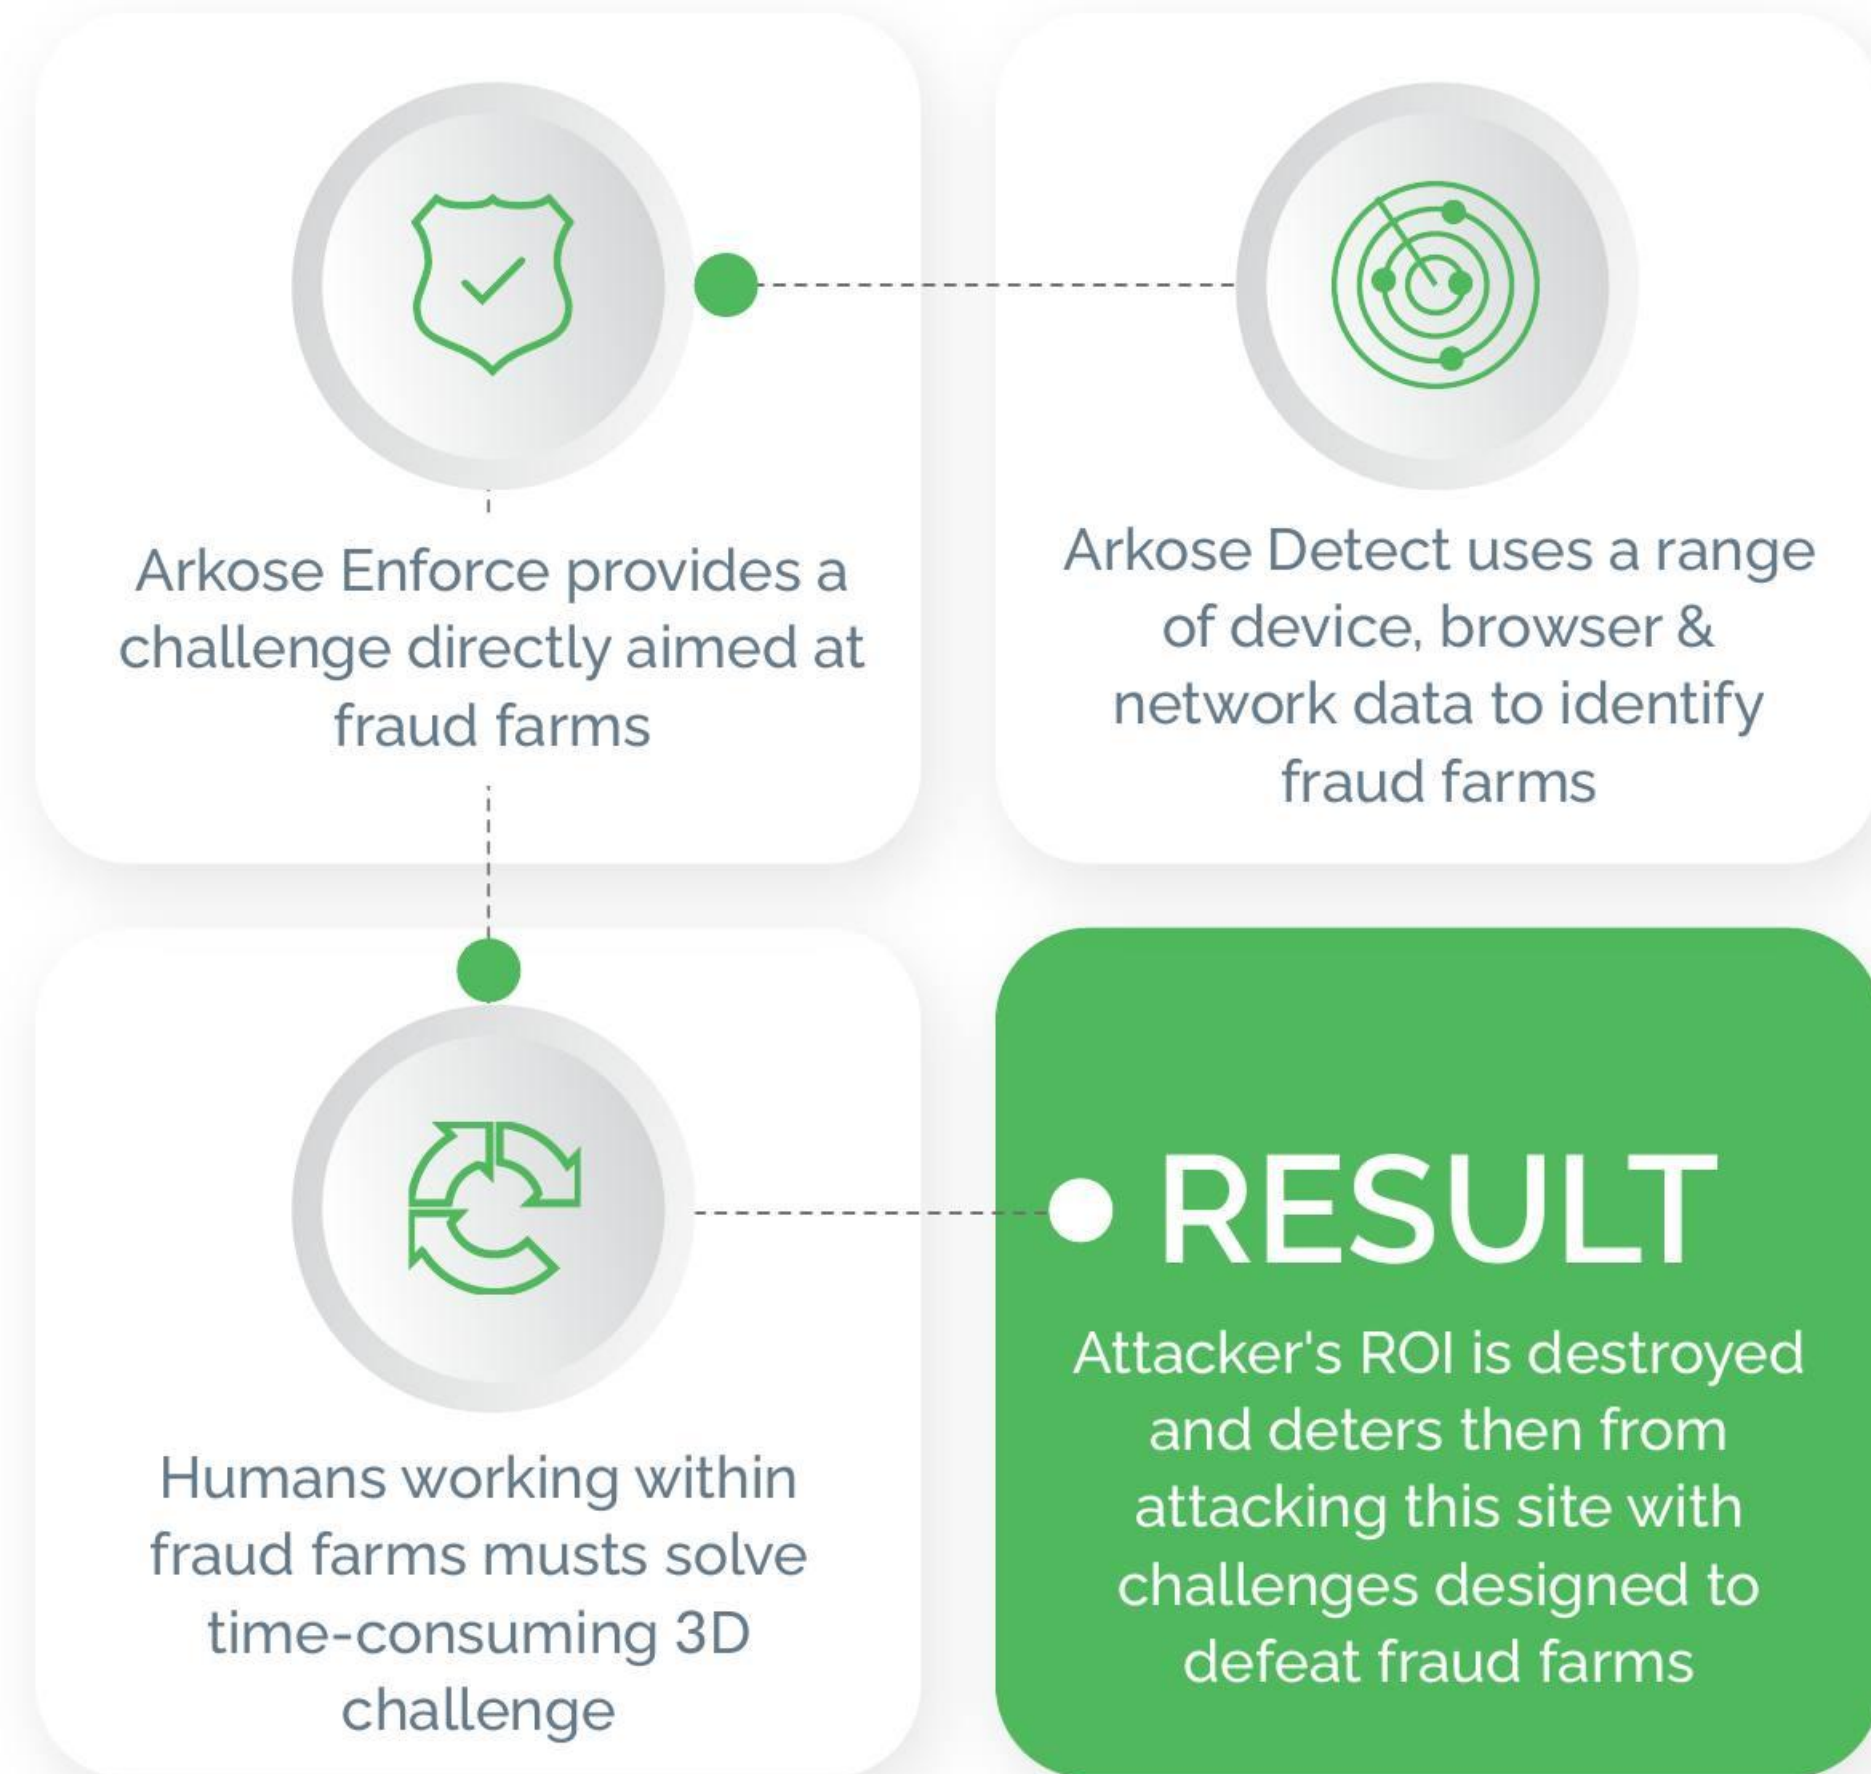 Arkose Enforce provides a
challenge directly aimed at
fraud farms
Arkose Detect uses a range
of device, browser &
network data to identify
fraud farms
Humans working within
fraud farms musts solve
time-consuming 3D
challenge
RESULT
Attacker's ROI is destroyed
and deters then from
attacking this site with
challenges designed to
defeat fraud farms